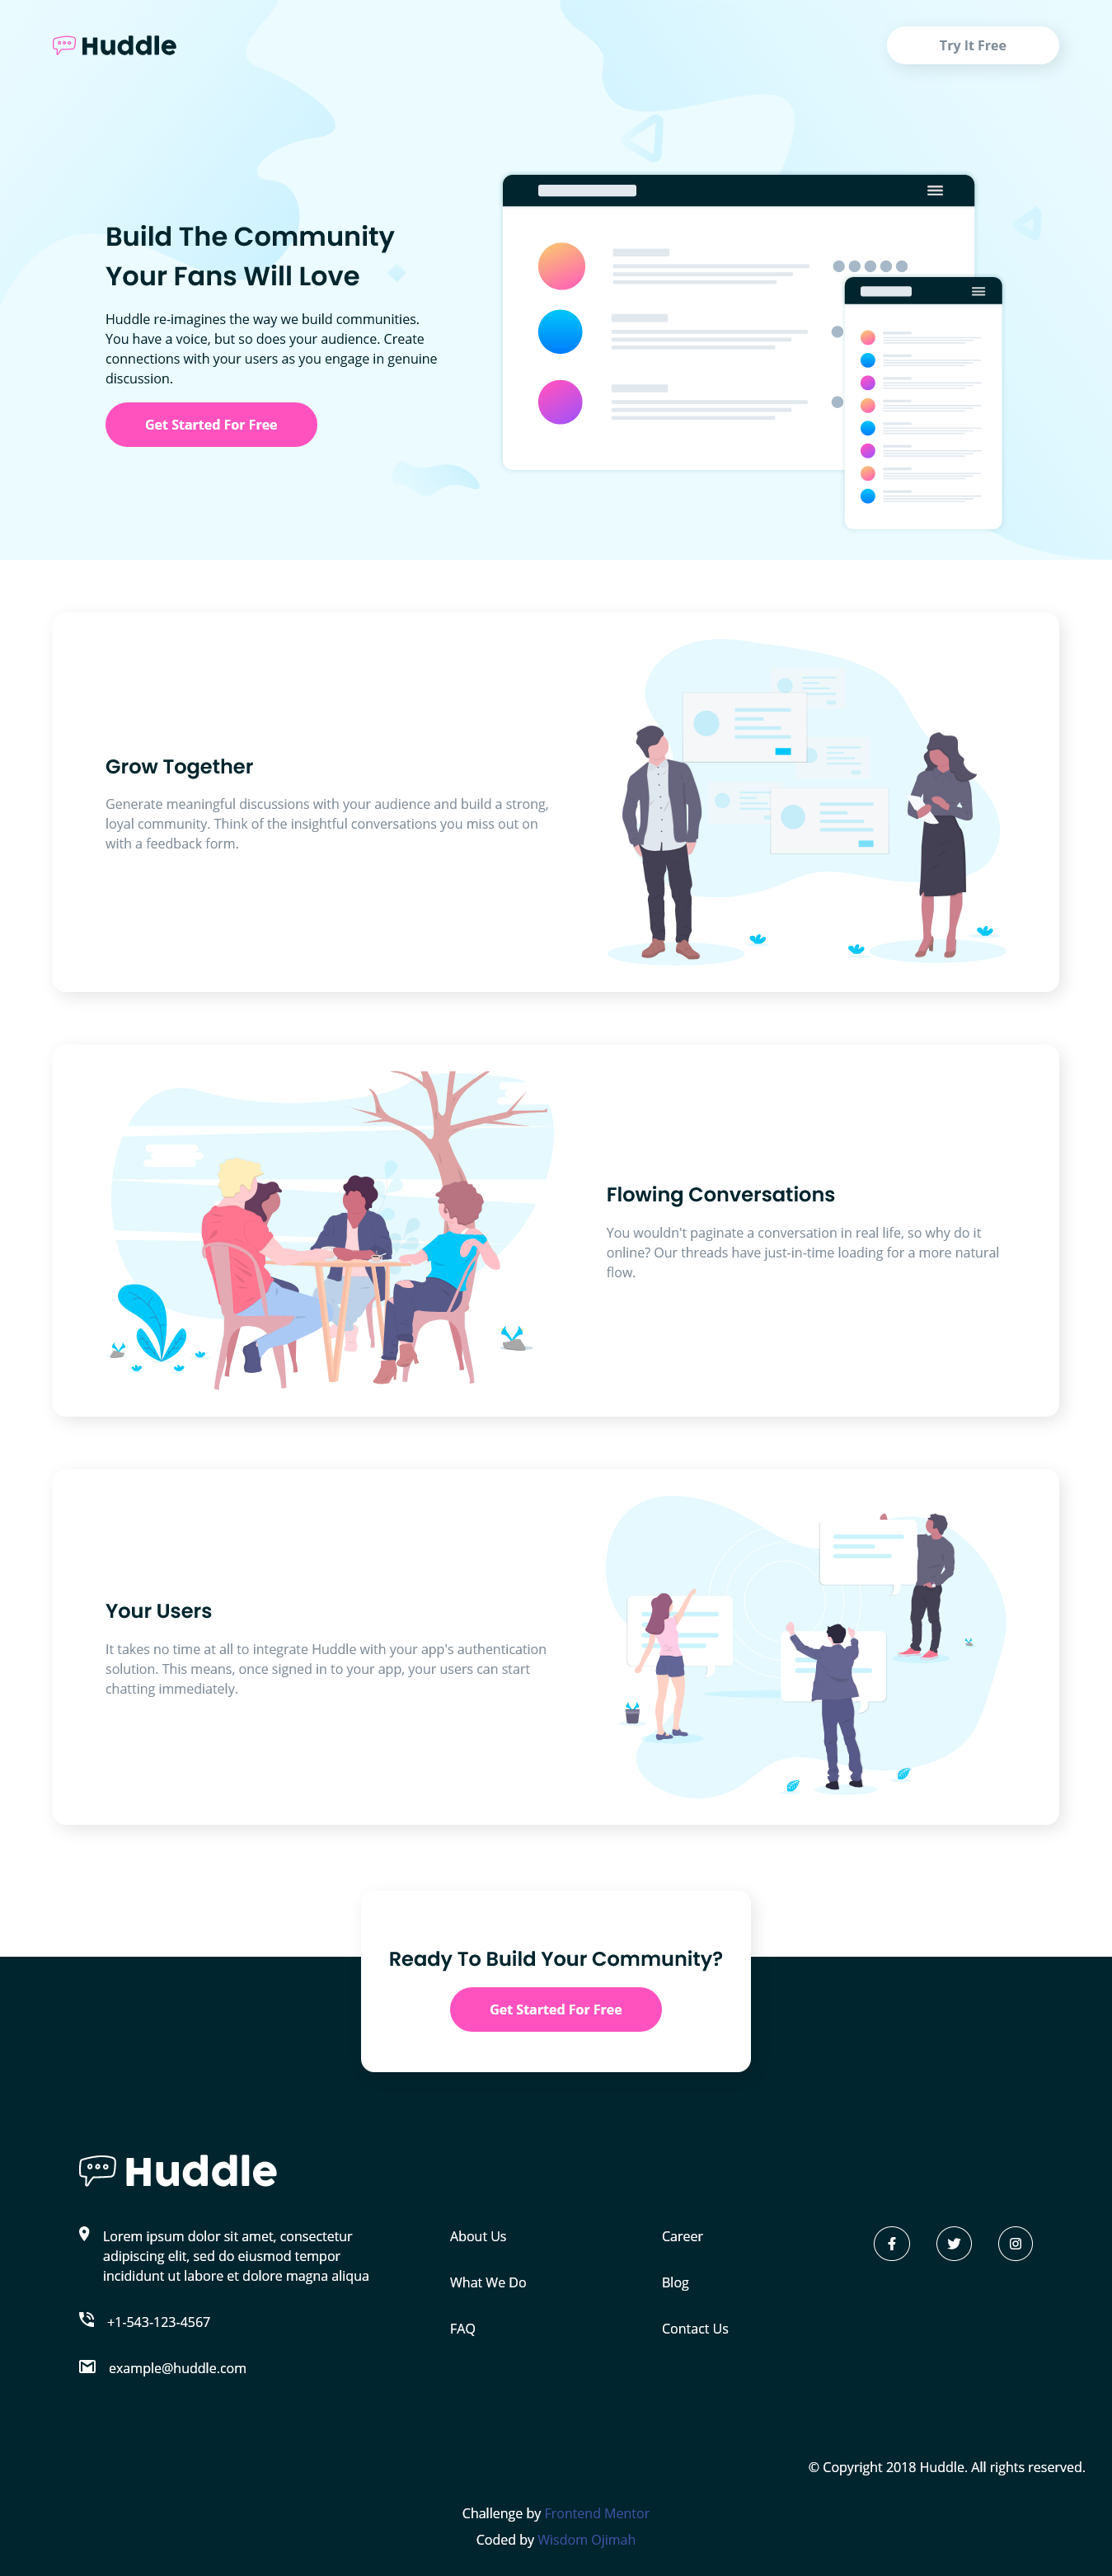 Huddle
Try It Free
Build The Community
Your Fans Will Love
Huddle re-imagines the way we build communities.
You have a voice, but so does your audience. Create
connections with your users as you engage in genuine
discussion.
Get Started For Free
Grow Together
Generate meaningful discussions with your audience and build a strong,
loyal community. Think of the insightful conversations you miss out on
with a feedback form.
Flowing Conversations
You wouldn't paginate a conversation in real life, so why do it
online? Our threads have just-in-time loading for a more natural
flow.
Your Users
It takes no time at all to integrate Huddle with your app's authentication
solution. This means, once signed in to your app, your users can start
chatting immediately.
Ready To Build Your Community?
Get Started For Free
Huddle
Lorem ipsum dolor sit amet, consectetur
adipiscing elit, sed do eiusmod tempor
incididunt ut labore et dolore magna aliqua
+1-543-123-4567
example@huddle.com
About Us
What We Do
FAQ
Career
Blog
Contact Us
© Copyright 2018 Huddle. All rights reserved.
Challenge by Frontend Mentor
Coded by Wisdom Ojimah